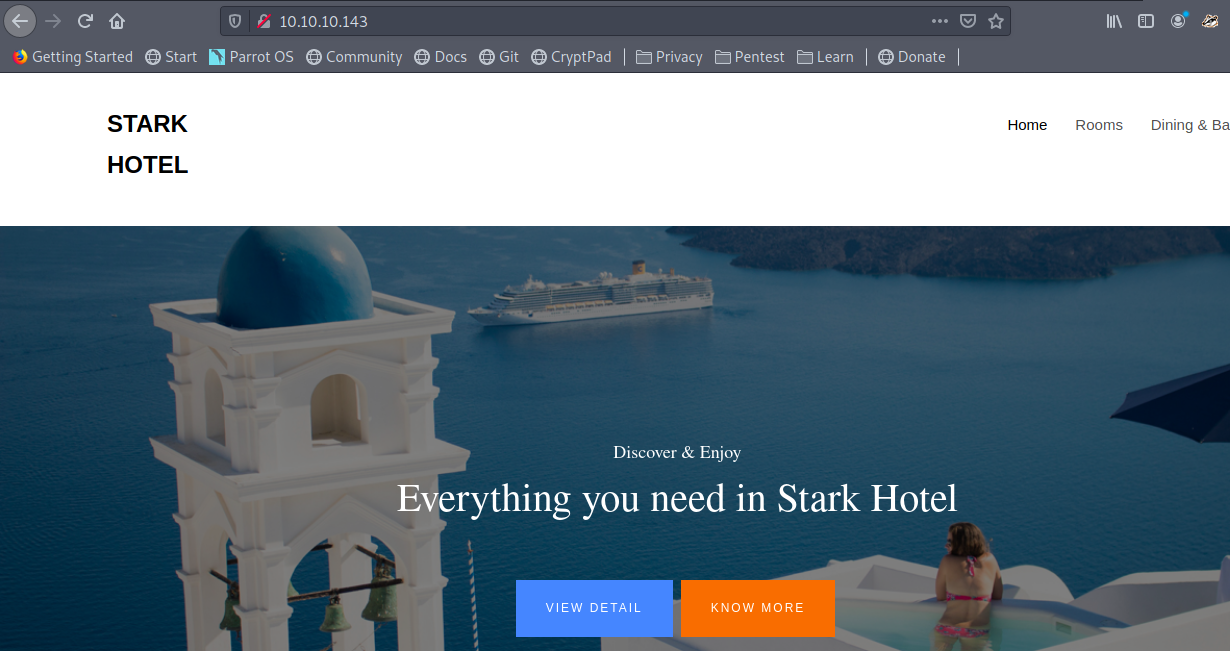 10.10.10.143
Getting Started Start Parrot OS Community Docs Git CryptPad Privacy Pentest Learn Donate
STARK
HOTEL
Home Rooms Dining & Ba
Discover & Enjoy
Everything you need in Stark Hotel
VIEW DETAIL KNOW MORE